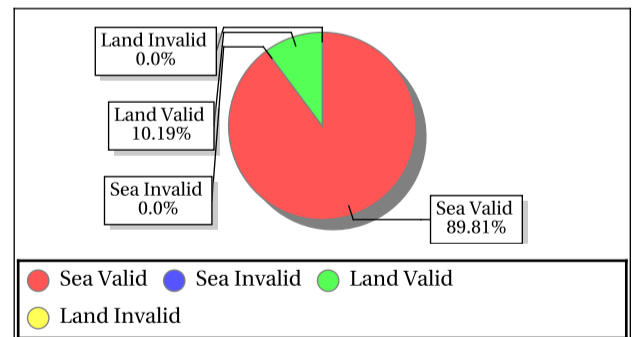 Land Invalid
0.0%
Land Valid
10.19%
Sea Invalid
0.0%
Sea Valid
89.81%
Sea Valid Sea Invalid Land Valid
Land Invalid